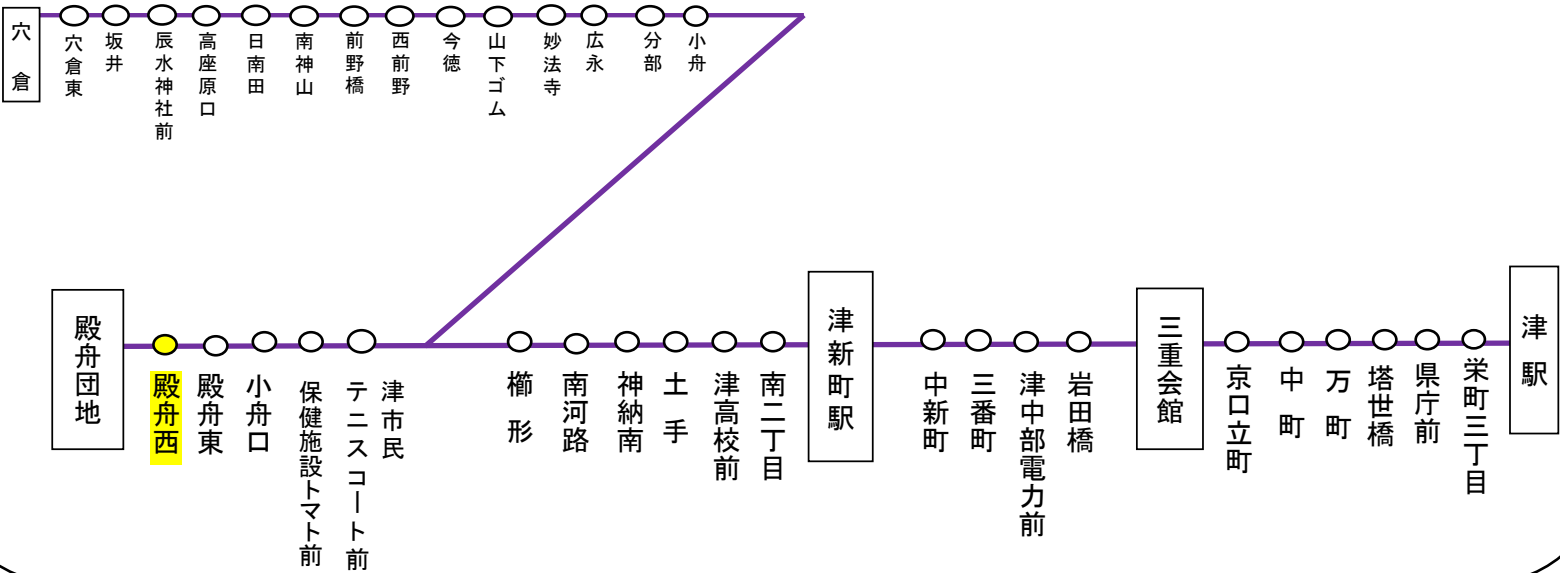 穴倉
穴倉東
坂井
辰水神社前
高座原口
日南田
南神山
前野橋
西前野
今徳
山下ゴム
妙法寺
広永
分部
小舟
殿舟団地
殿舟西
殿舟東
小舟口
保健施設トマト前
津市民
テニスコート前
櫛形
南河路
神納南
土手
津高校前
南二丁目
津新町駅
中新町
三番町
津中部電力前
岩田橋
三重会館
京口立町
中町
万町
塔世橋
県庁前
栄町三丁目
津駅